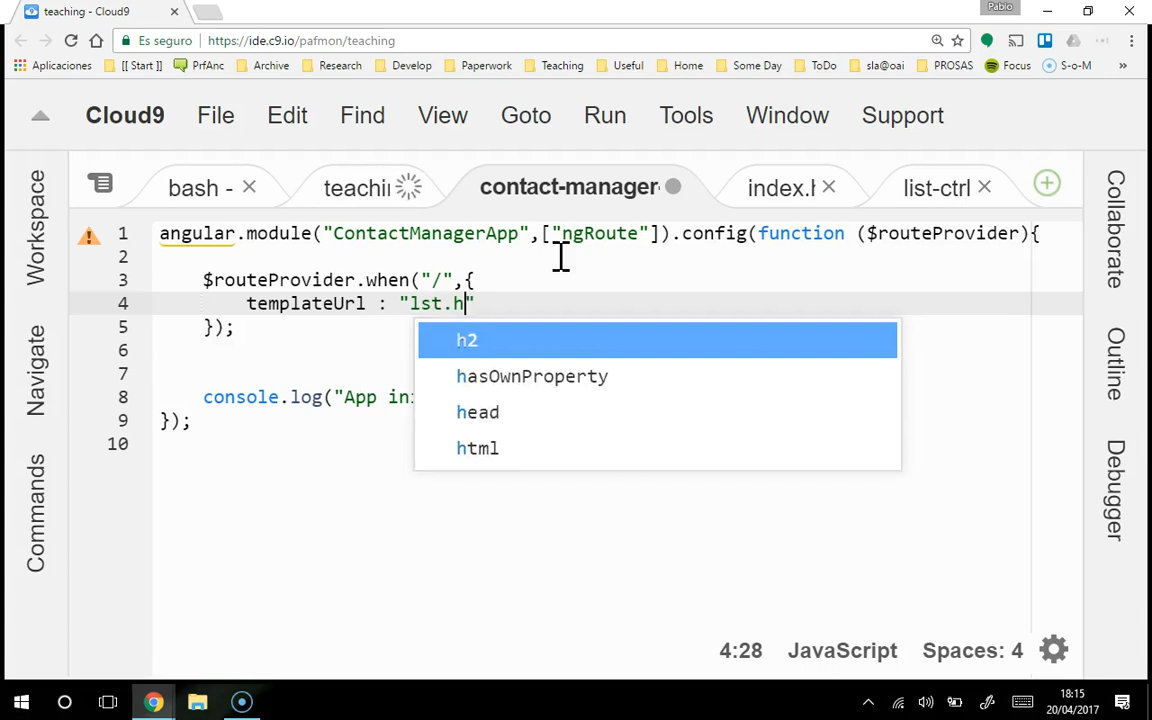 teaching - Cloud9
Pablo
Es seguro
https://ide.c9.io/pafmon/teaching
Aplicaciones [[ Start ]] PrfAnc Archive Research Develop Paperwork Teaching Useful Home Some Day ToDo sla@oai PROSAS Focus S-o-M »
Cloud9 File Edit Find View Goto Run Tools Window Support
bash - teachi contact-manager index.h list-ctrl
Workspace
Navigate
Commands
Collaborate
Outline
Debugger
1 angular.module("ContactManagerApp",["ngRoute"]).config(function ($routeProvider){
2
3 $routeProvider.when("/",{
4 templateUrl : "lst.h"
5 });
6
7
8 console.log("App in
9 });
10
h2
hasOwnProperty
head
html
4:28 JavaScript Spaces: 4
18:15
20/04/2017